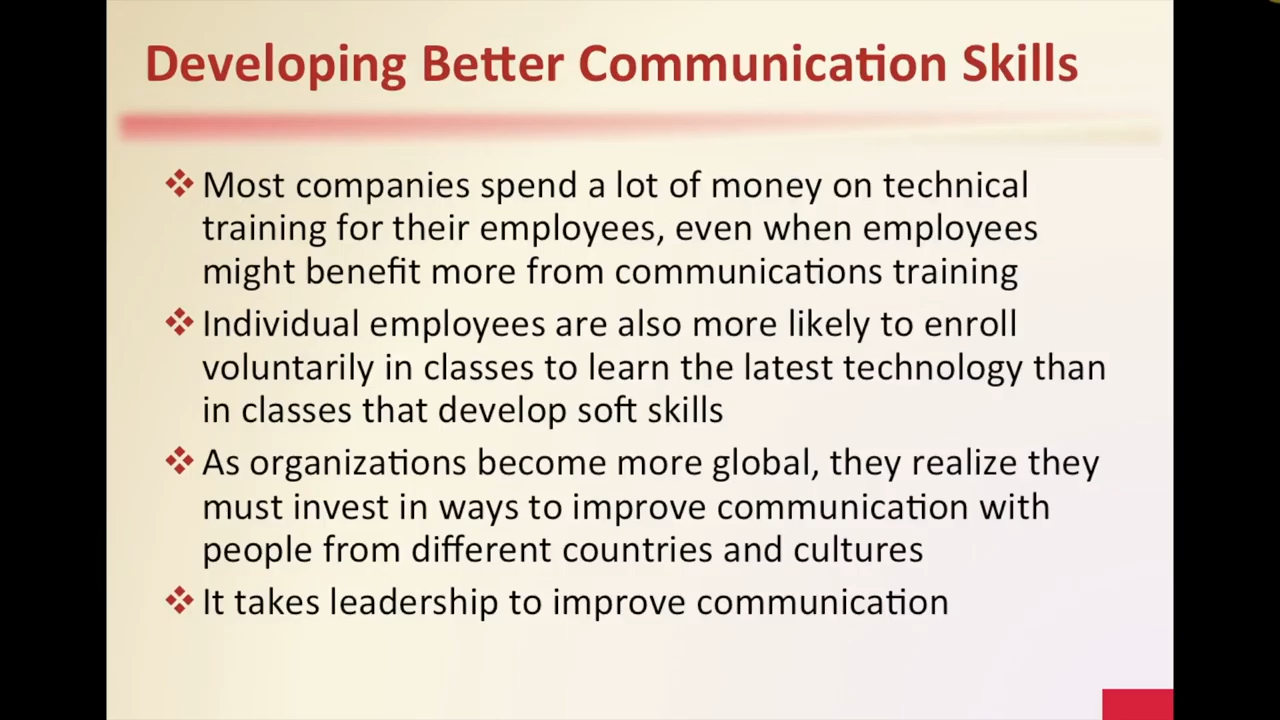 Developing Better Communication Skills
❖ Most companies spend a lot of money on technical
training for their employees, even when employees
might benefit more from communications training
❖ Individual employees are also more likely to enroll
voluntarily in classes to learn the latest technology than
in classes that develop soft skills
❖ As organizations become more global, they realize they
must invest in ways to improve communication with
people from different countries and cultures
❖ It takes leadership to improve communication